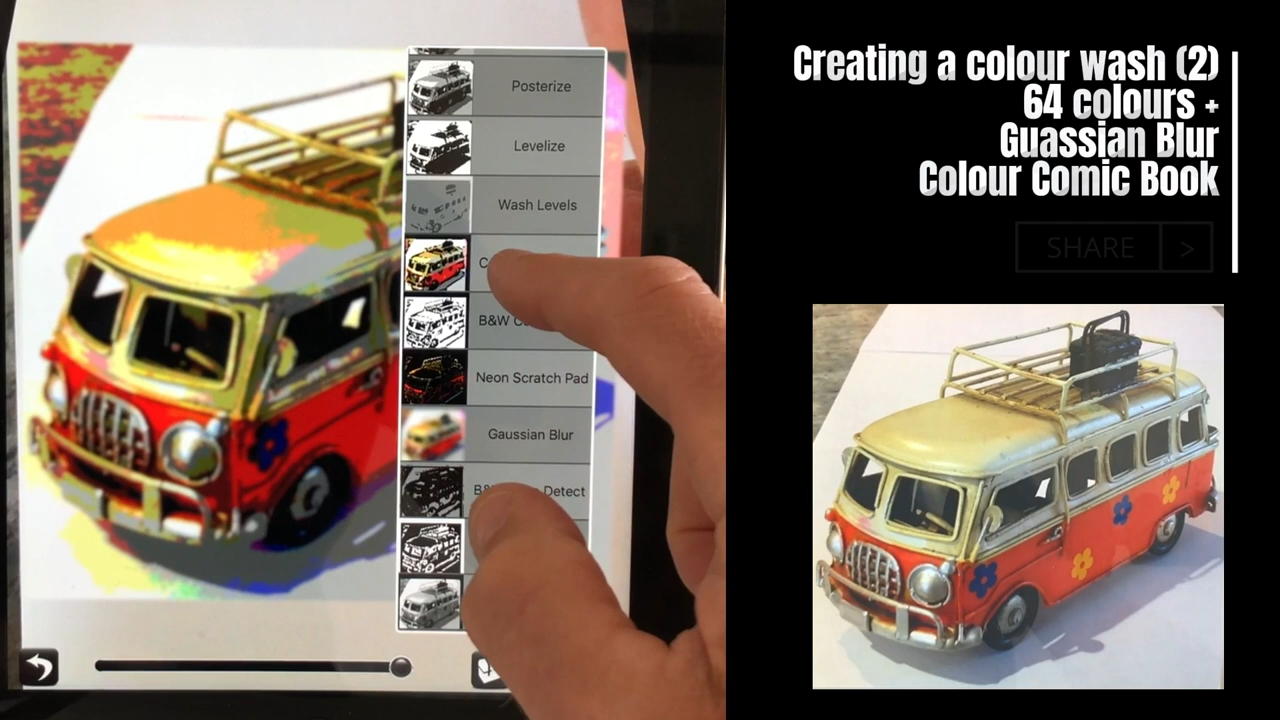 Posterize
Levelize
Wash Levels
B&W
Neon Scratch Pad
Gaussian Blur
Detect
Creating a colour wash (2)
64 colours +
Guassian Blur
Colour Comic Book
SHARE >